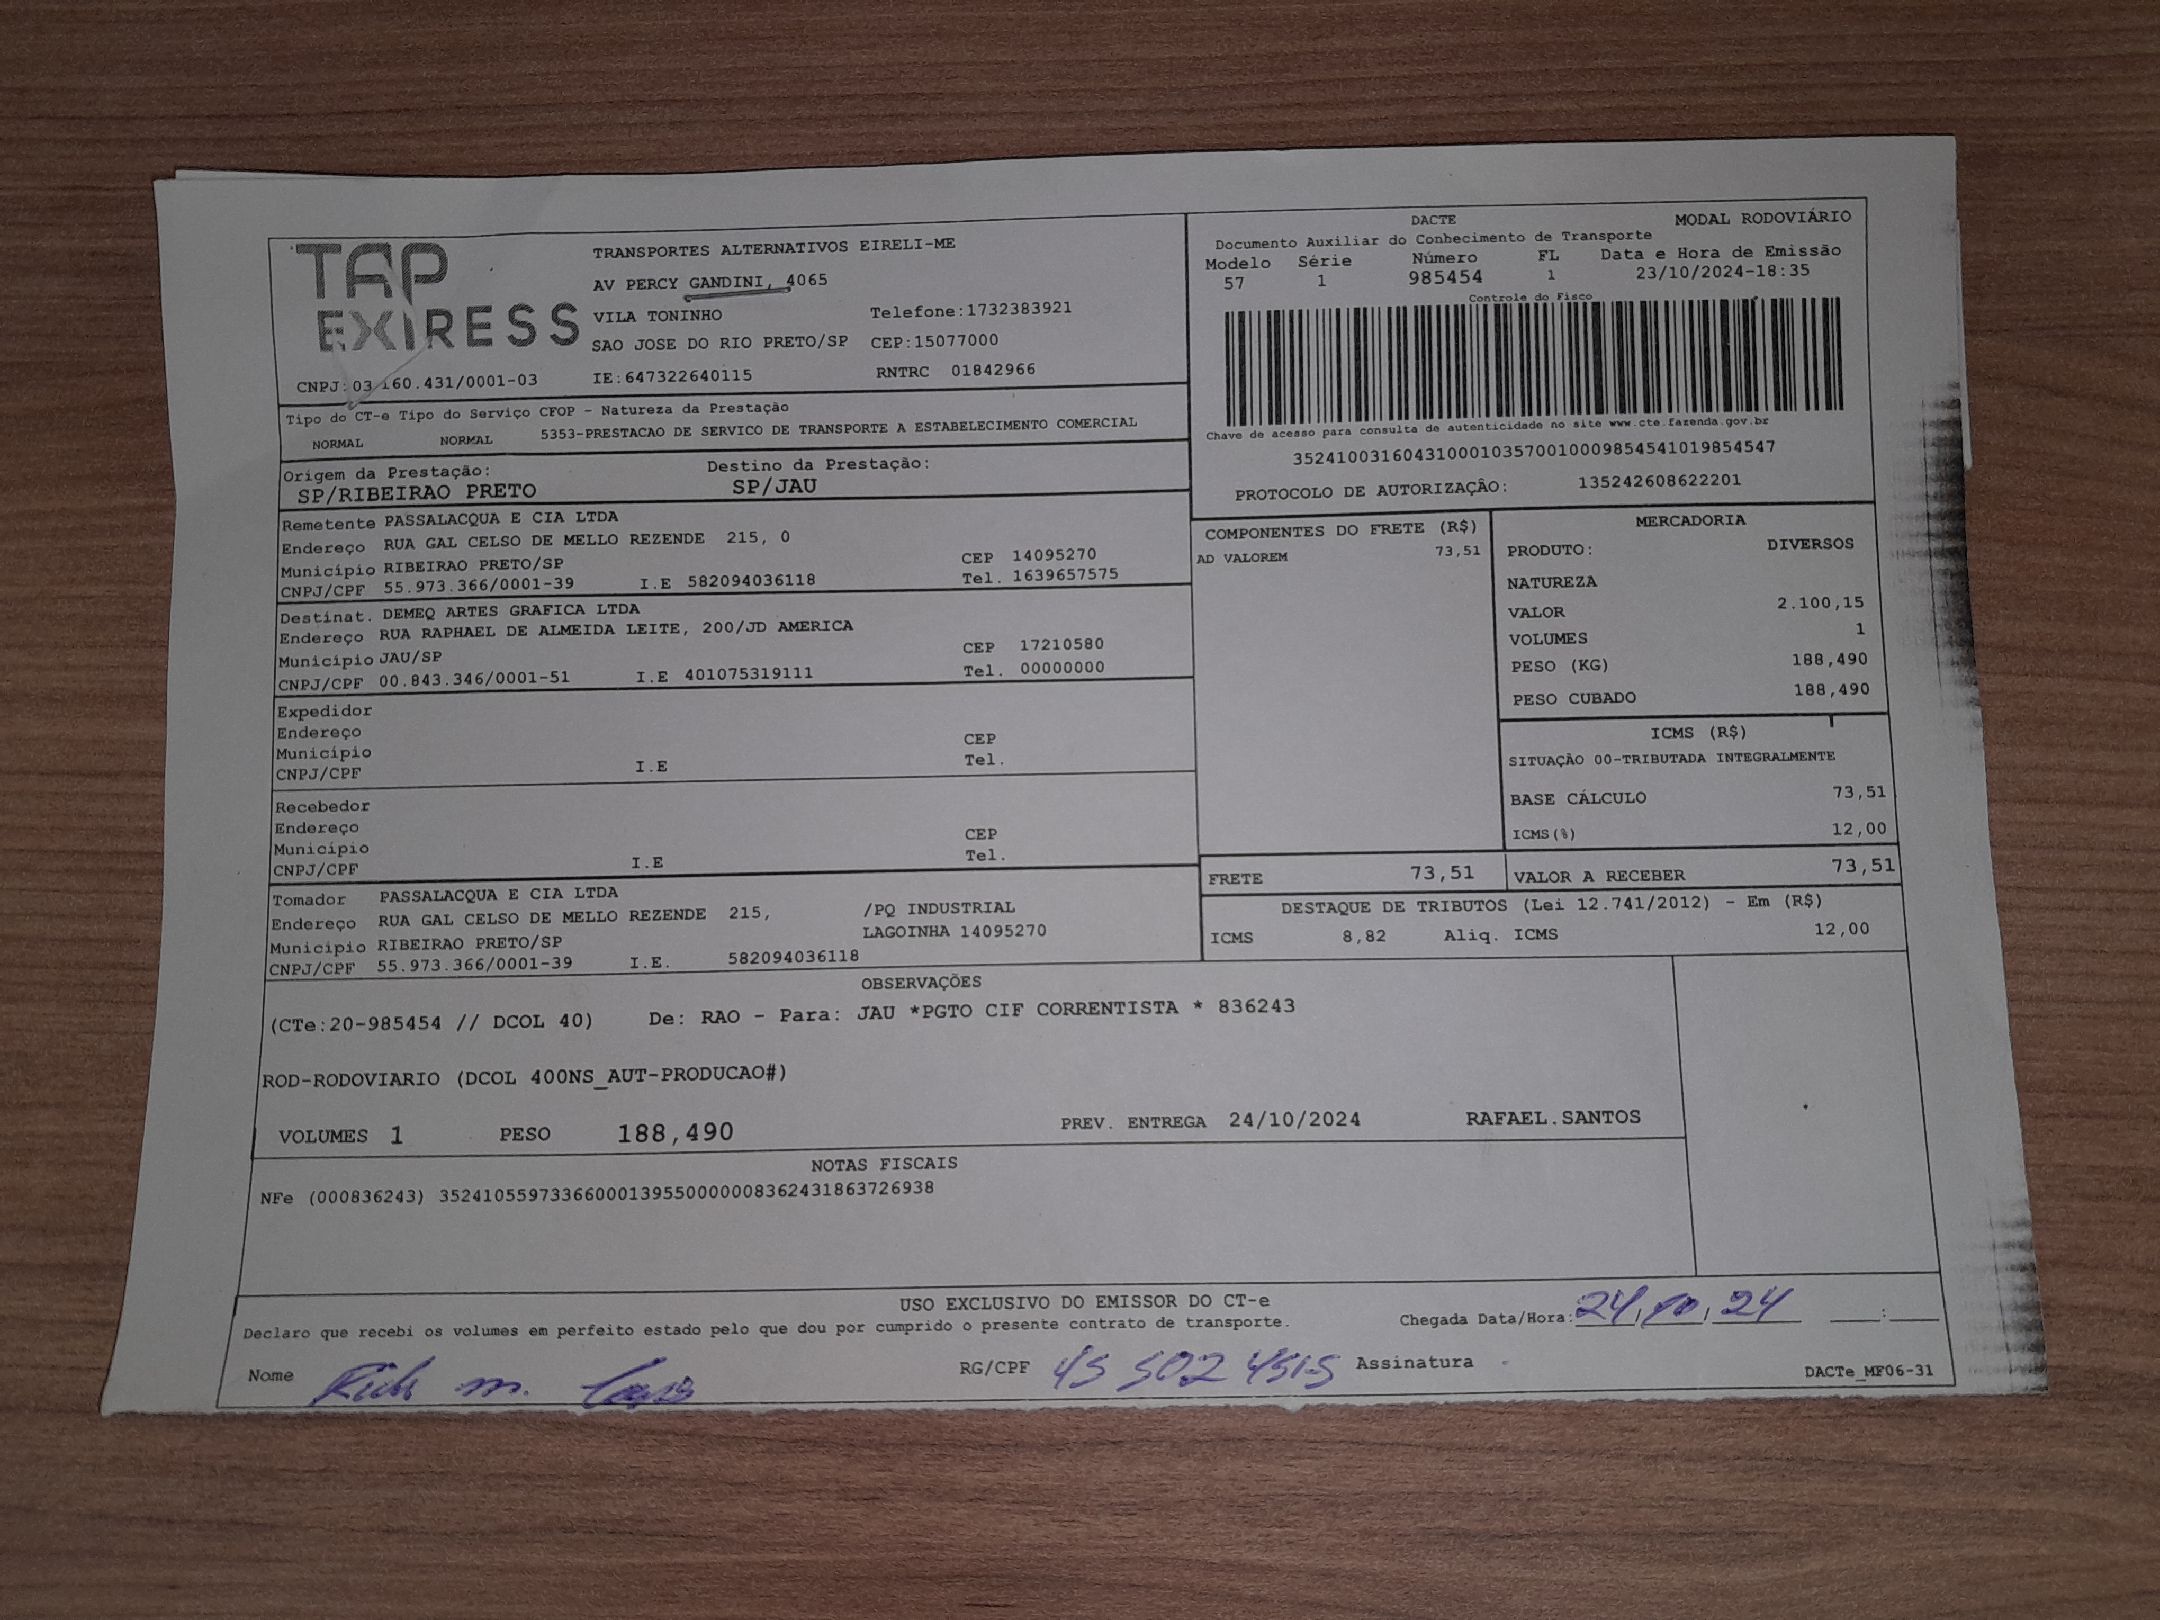 TAP EXPRESS
TRANSPORTES ALTERNATIVOS EIRELI-ME
AV PERCY GANDINI, 4065
VILA TONINHO Telefone:1732383921
SAO JOSE DO RIO PRETO/SP CEP:15077000
CNPJ:03.160.431/0001-03 IE:647322640115 RNTRC 01842966
DACTE MODAL RODOVIÁRIO
Documento Auxiliar do Conhecimento de Transporte
Modelo Série Número FL Data e Hora de Emissão
57 1 985454 1 23/10/2024-18:35
Controle do Fisco
Chave de acesso para consulta de autenticidade no site www.cte.fazenda.gov.br
35241003160431000103570010009854541019854547
PROTOCOLO DE AUTORIZAÇÃO: 135242608622201
Tipo do CT-e Tipo do Serviço CFOP - Natureza da Prestação
NORMAL NORMAL 5353-PRESTACAO DE SERVICO DE TRANSPORTE A ESTABELECIMENTO COMERCIAL
Origem da Prestação: Destino da Prestação:
SP/RIBEIRAO PRETO SP/JAU
Remetente PASSALACQUA E CIA LTDA
Endereço RUA GAL CELSO DE MELLO REZENDE 215, 0
Município RIBEIRAO PRETO/SP CEP 14095270
CNPJ/CPF 55.973.366/0001-39 I.E 582094036118 Tel. 1639657575
Destinat. DEMEQ ARTES GRAFICA LTDA
Endereço RUA RAPHAEL DE ALMEIDA LEITE, 200/JD AMERICA
Município JAU/SP CEP 17210580
CNPJ/CPF 00.843.346/0001-51 I.E 401075319111 Tel. 00000000
Expedidor
Endereço
Município CEP
CNPJ/CPF I.E Tel.
Recebedor
Endereço
Município CEP
CNPJ/CPF I.E Tel.
Tomador PASSALACQUA E CIA LTDA
Endereço RUA GAL CELSO DE MELLO REZENDE 215, /PQ INDUSTRIAL
Município RIBEIRAO PRETO/SP LAGOINHA 14095270
CNPJ/CPF 55.973.366/0001-39 I.E. 582094036118
COMPONENTES DO FRETE (R$)
AD VALOREM 73,51
MERCADORIA
PRODUTO: DIVERSOS
NATUREZA
VALOR 2.100,15
VOLUMES 1
PESO (KG) 188,490
PESO CUBADO 188,490
ICMS (R$)
SITUAÇÃO 00-TRIBUTADA INTEGRALMENTE
BASE CÁLCULO 73,51
ICMS(%) 12,00
FRETE 73,51 VALOR A RECEBER 73,51
DESTAQUE DE TRIBUTOS (Lei 12.741/2012) - Em (R$)
ICMS 8,82 Aliq. ICMS 12,00
OBSERVAÇÕES
(CTe:20-985454 // DCOL 40) De: RAO - Para: JAU *PGTO CIF CORRENTISTA * 836243
ROD-RODOVIARIO (DCOL 400NS_AUT-PRODUCAO#)
VOLUMES 1 PESO 188,490 PREV. ENTREGA 24/10/2024 RAFAEL.SANTOS
NOTAS FISCAIS
NFe (000836243) 35241055973366000139550000008362431863726938
USO EXCLUSIVO DO EMISSOR DO CT-e
Declaro que recebi os volumes em perfeito estado pelo que dou por cumprido o presente contrato de transporte.
Chegada Data/Hora: 24, 10, 24 :
Nome RG/CPF 45 502 4515 Assinatura
DACTe_MF06-31